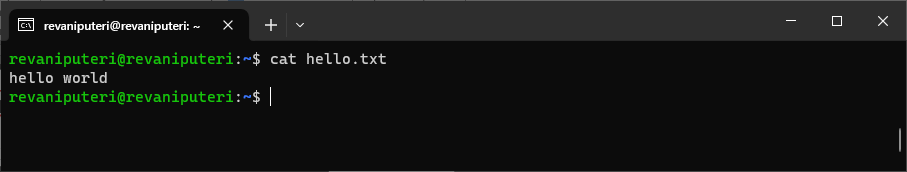 revaniputeri@revaniputeri: ~
revaniputeri@revaniputeri:~$ cat hello.txt
hello world
revaniputeri@revaniputeri:~$